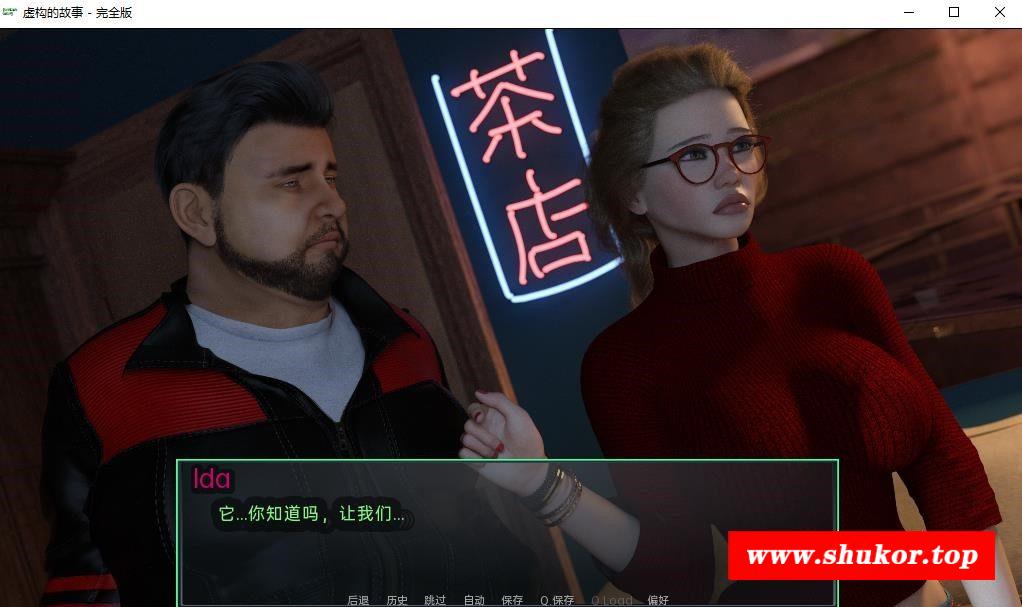 虚构的故事 - 完全版
茶
店
Ida
它...你知道吗，让我们...
www.shukor.top
后退 历史 跳过 自动 保存 Q.保存 Q.Load 偏好